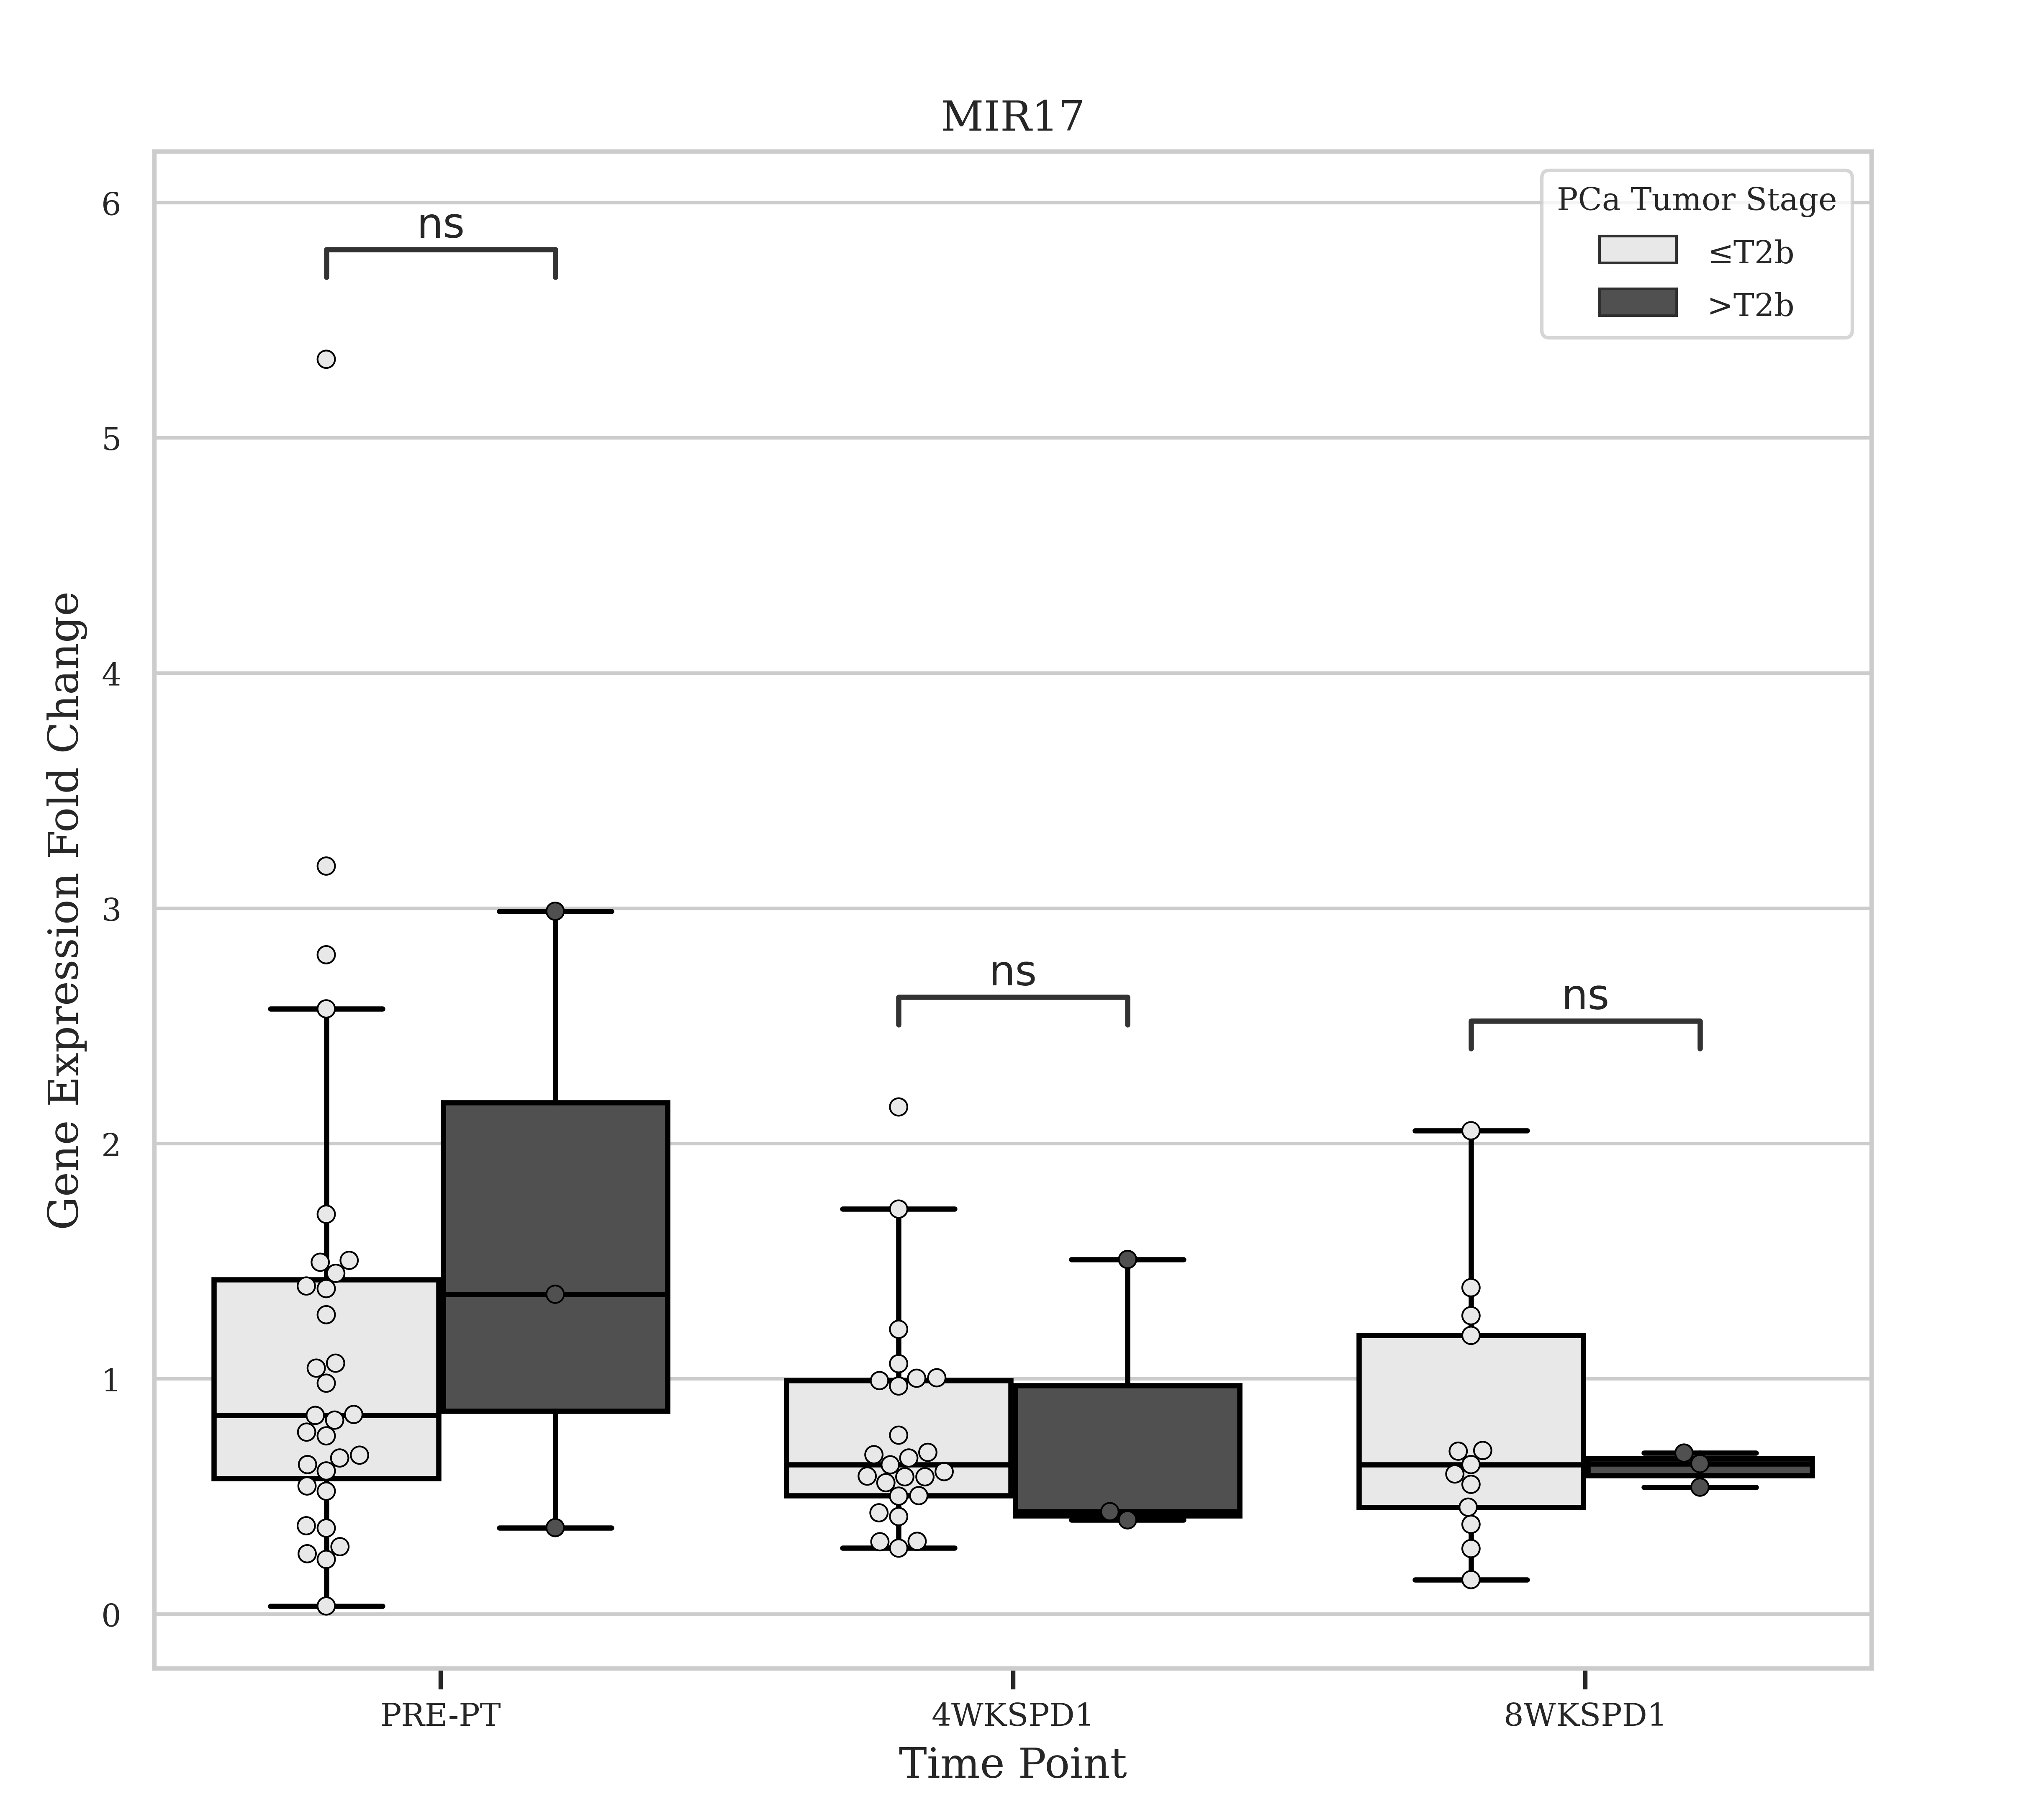 MIR17
PCa Tumor Stage
≤T2b
>T2b
ns
ns
ns
6
5
4
3
2
1
0
Gene Expression Fold Change
PRE-PT
4WKSPD1
8WKSPD1
Time Point